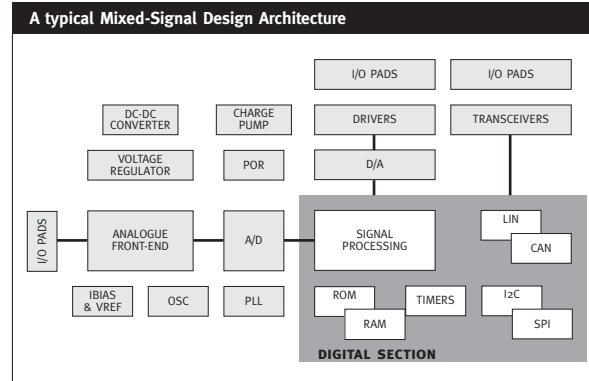 A typical Mixed-Signal Design Architecture
I/O PADS
I/O PADS
DC-DC
CONVERTER
CHARGE
PUMP
DRIVERS
TRANSCEIVERS
VOLTAGE
REGULATOR
POR
D/A
I/O PADS
ANALOGUE
FRONT-END
A/D
SIGNAL
PROCESSING
LIN
CAN
IBIAS
& VREF
OSC
PLL
ROM
RAM
TIMERS
I2C
SPI
DIGITAL SECTION